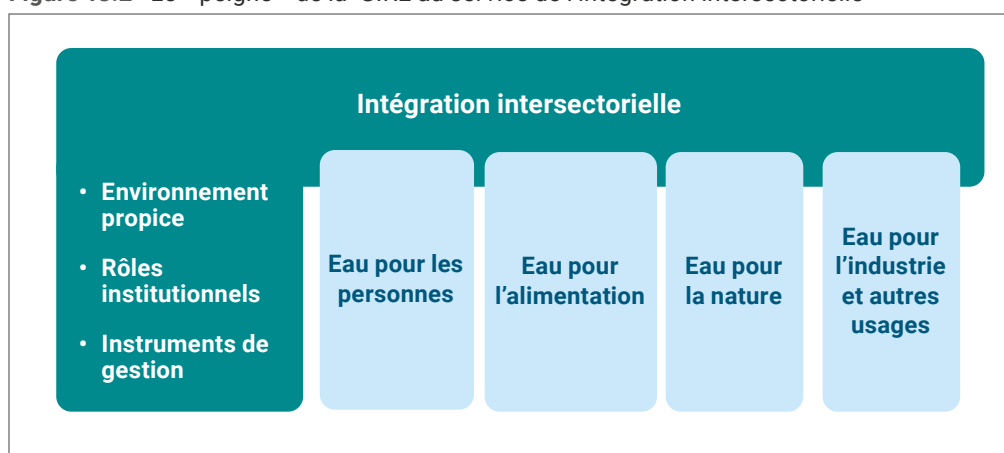 Intégration intersectorielle
• Environnement
propice
• Rôles
institutionnels
• Instruments de
gestion
Eau pour les
personnes
Eau pour
l’alimentation
Eau pour
la nature
Eau pour
l’industrie
et autres
usages